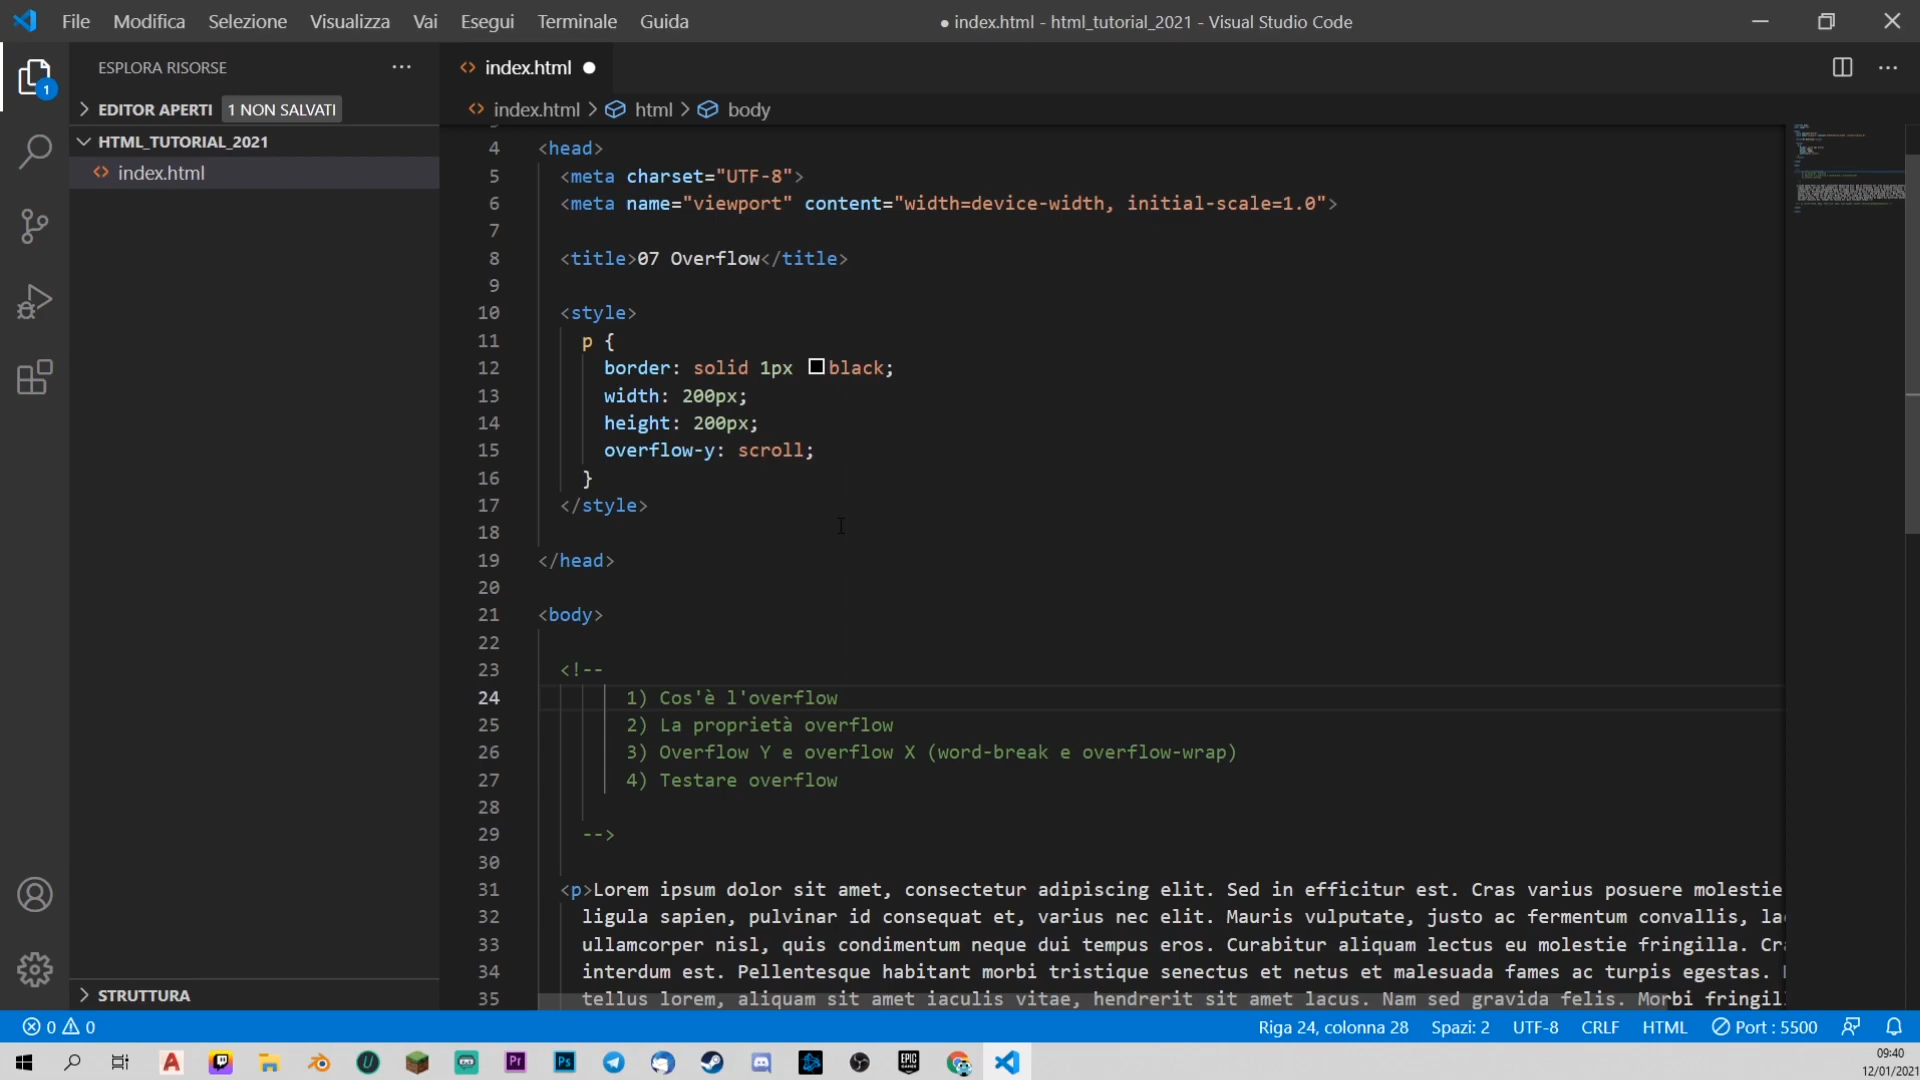 File Modifica Selezione Visualizza Vai Esegui Terminale Guida
● index.html - html_tutorial_2021 - Visual Studio Code
ESPLORA RISORSE
EDITOR APERTI 1 NON SALVATI
HTML_TUTORIAL_2021
index.html
STRUTTURA
1
index.html
index.html > html > body
4 <head>
5 <meta charset="UTF-8">
6 <meta name="viewport" content="width=device-width, initial-scale=1.0">
7
8 <title>07 Overflow</title>
9
10 <style>
11 p {
12 border: solid 1px black;
13 width: 200px;
14 height: 200px;
15 overflow-y: scroll;
16 }
17 </style>
18
19 </head>
20
21 <body>
22
23 <!--
24 1) Cos'è l'overflow
25 2) La proprietà overflow
26 3) Overflow Y e overflow X (word-break e overflow-wrap)
27 4) Testare overflow
28
29 -->
30
31 <p>Lorem ipsum dolor sit amet, consectetur adipiscing elit. Sed in efficitur est. Cras varius posuere molestie
32 ligula sapien, pulvinar id consequat et, varius nec elit. Mauris vulputate, justo ac fermentum convallis,
33 ullamcorper nisl, quis condimentum neque dui tempus eros. Curabitur aliquam lectus eu molestie fringilla.
34 interdum est. Pellentesque habitant morbi tristique senectus et netus et malesuada fames ac turpis egestas.
35 tellus lorem, aliquam sit amet iaculis vitae, hendrerit sit amet lacus. Nam sed gravida felis. Morbi
0 0
Riga 24, colonna 28 Spazi: 2 UTF-8 CRLF HTML Port : 5500
A U Pr Ps EPIC GAMES
09:40
12/01/2021